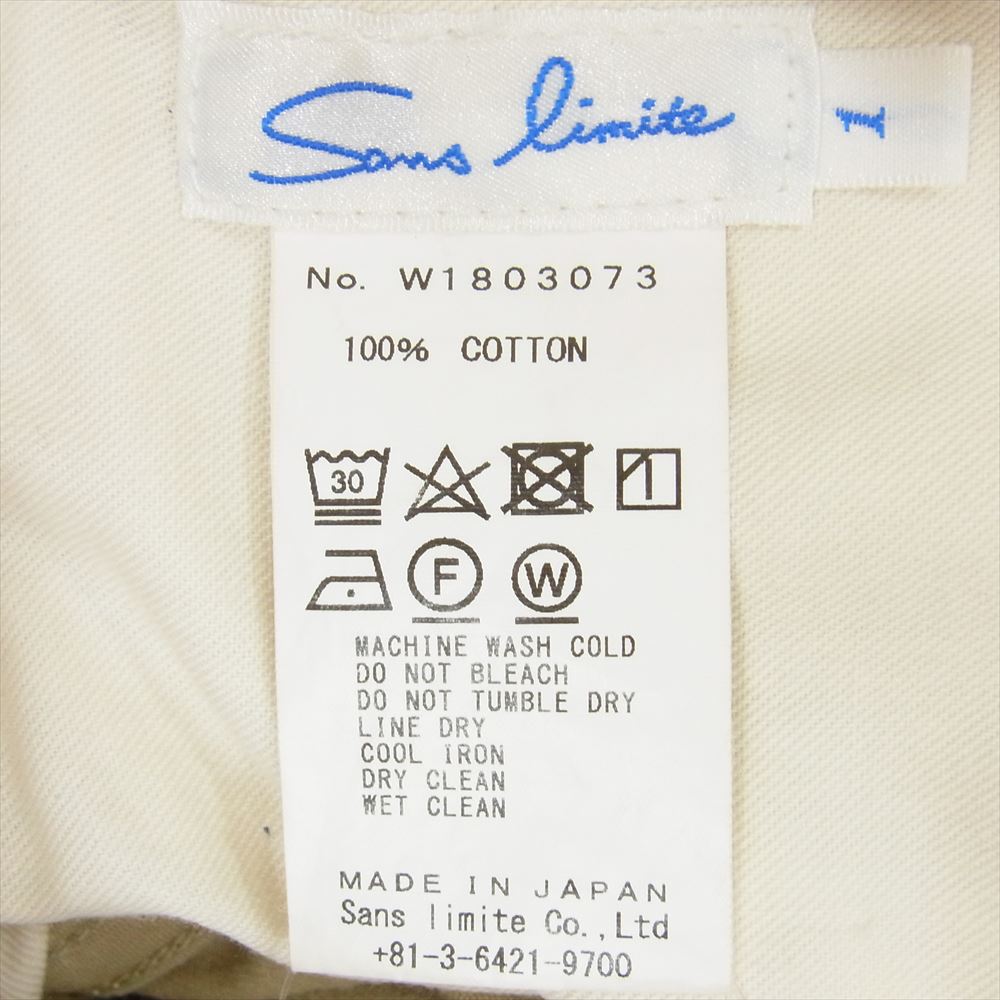 Sans limite
1
No. W1803073
100% COTTON
30
F W
MACHINE WASH COLD
DO NOT BLEACH
DO NOT TUMBLE DRY
LINE DRY
COOL IRON
DRY CLEAN
WET CLEAN
MADE IN JAPAN
Sans limite Co.,Ltd
+81-3-6421-9700